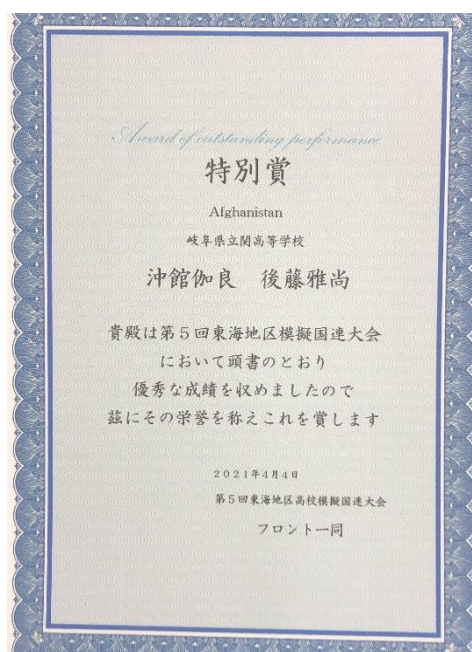 Award of outstanding performance
特別賞
Afghanistan
岐阜県立関高等学校
沖館伽良　後藤雅尚
貴殿は第５回東海地区模擬国連大会
において頭書のとおり
優秀な成績を収めましたので
茲にその栄誉を称えこれを賞します
２０２１年４月４日
第５回東海地区高校模擬国連大会
フロント一同